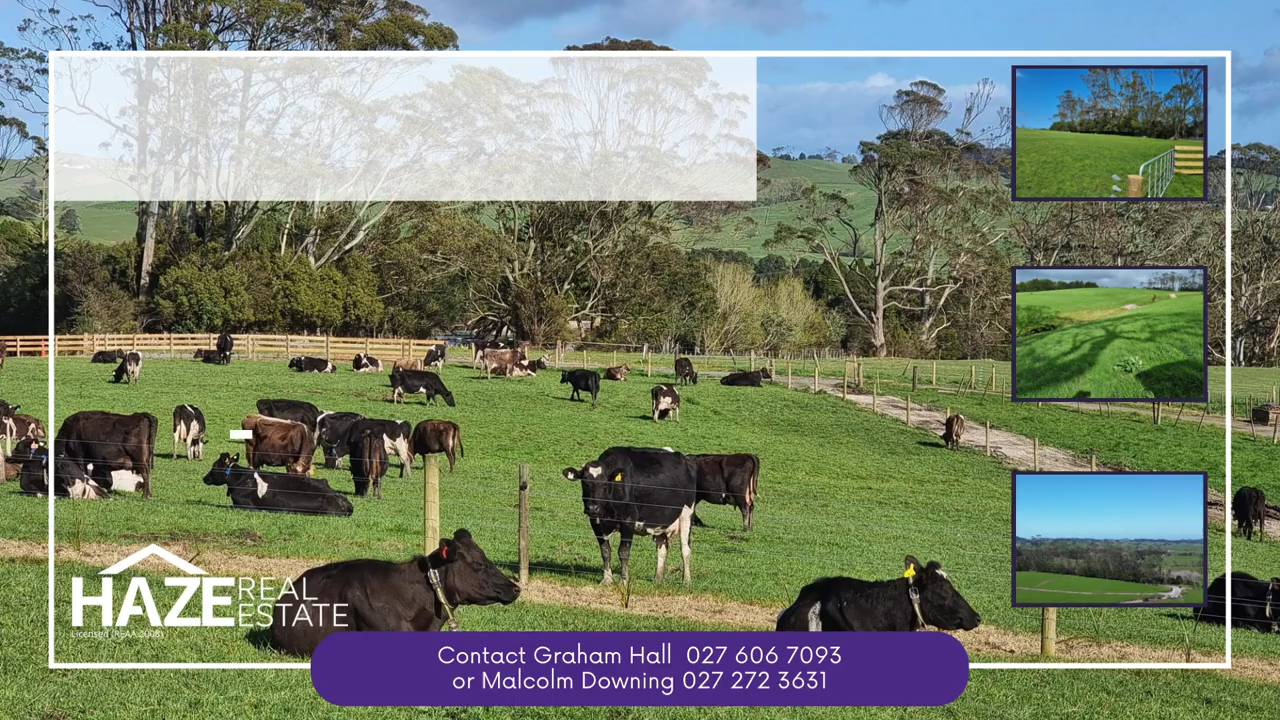 HAZE REAL ESTATE
Licensed (REAA 2008)
Contact Graham Hall 027 606 7093
or Malcolm Downing 027 272 3631